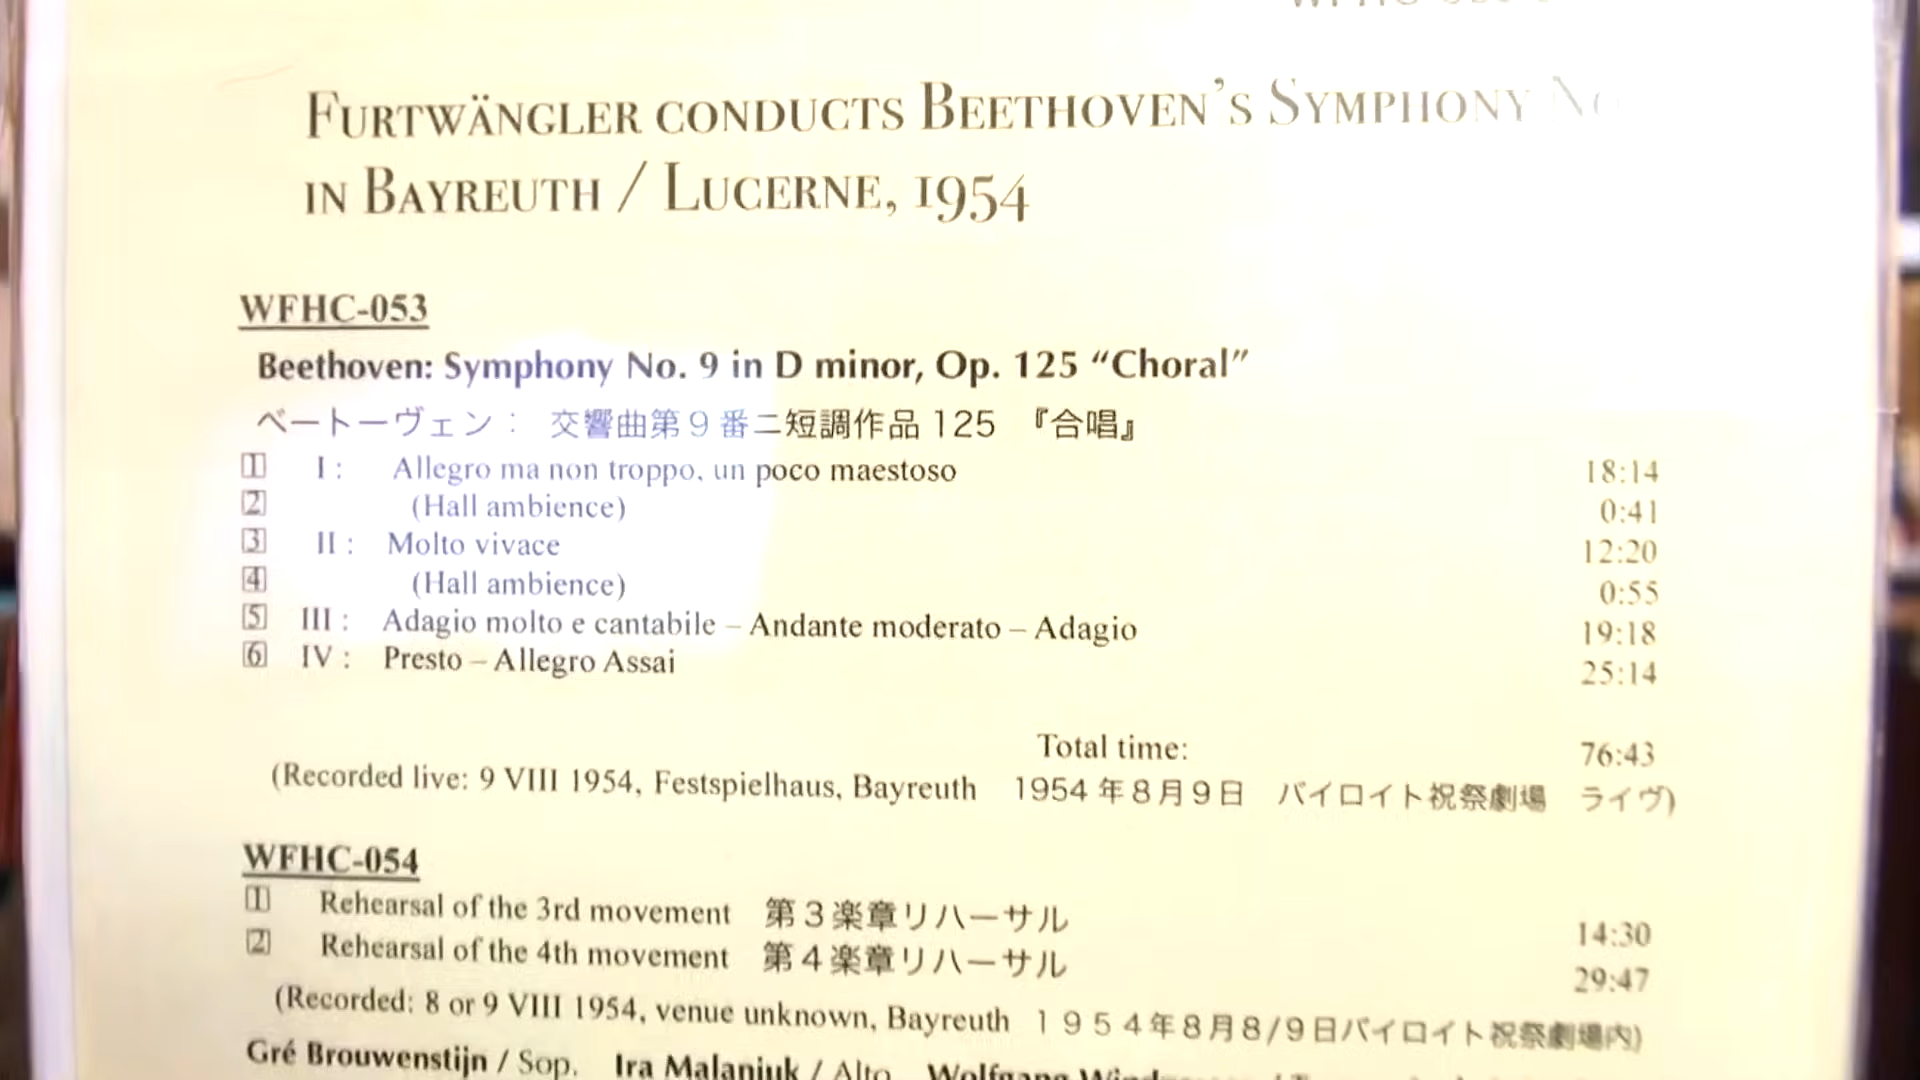 FURTWÄNGLER CONDUCTS BEETHOVEN'S SYMPHONY No
IN BAYREUTH / LUCERNE, 1954
WFHC-053
Beethoven: Symphony No. 9 in D minor, Op. 125 “Choral”
ベートーヴェン： 交響曲第9番ニ短調作品125 『合唱』
1 I : Allegro ma non troppo, un poco maestoso 18:14
2 (Hall ambience) 0:41
3 II : Molto vivace 12:20
4 (Hall ambience) 0:55
5 III : Adagio molto e cantabile – Andante moderato – Adagio 19:18
6 IV : Presto – Allegro Assai 25:14
Total time: 76:43
(Recorded live: 9 VIII 1954, Festspielhaus, Bayreuth 1954年8月9日 バイロイト祝祭劇場 ライヴ)
WFHC-054
1 Rehearsal of the 3rd movement 第3楽章リハーサル 14:30
2 Rehearsal of the 4th movement 第4楽章リハーサル 29:47
(Recorded: 8 or 9 VIII 1954, venue unknown, Bayreuth 1954年8月8/9日バイロイト祝祭劇場内)
Gré Brouwenstijn / Sop. Ira Malaniuk / Alto Wolfgang